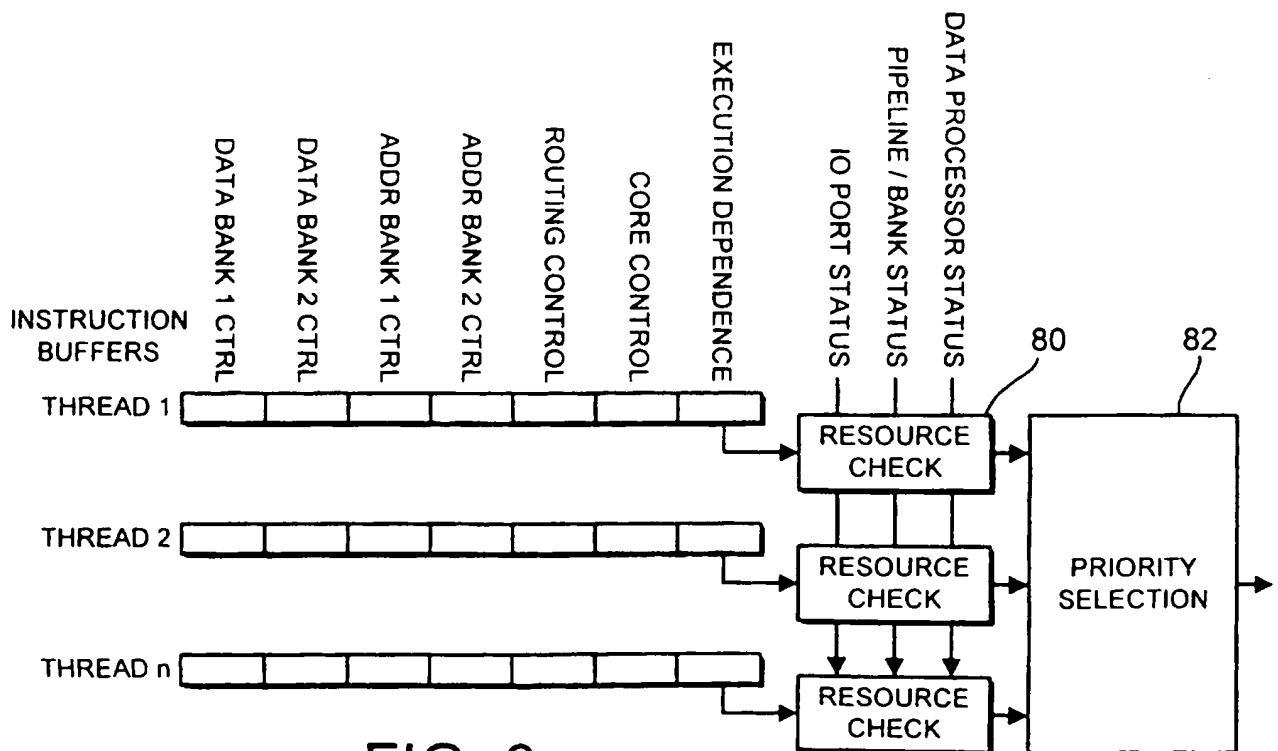 DATA BANK 1 CTRL
DATA BANK 2 CTRL
ADDR BANK 1 CTRL
ADDR BANK 2 CTRL
ROUTING CONTROL
CORE CONTROL
EXECUTION DEPENDENCE
IO PORT STATUS
PIPELINE / BANK STATUS
DATA PROCESSOR STATUS
80
82
INSTRUCTION
BUFFERS
THREAD 1
RESOURCE
CHECK
THREAD 2
RESOURCE
CHECK
PRIORITY
SELECTION
THREAD n
RESOURCE
CHECK